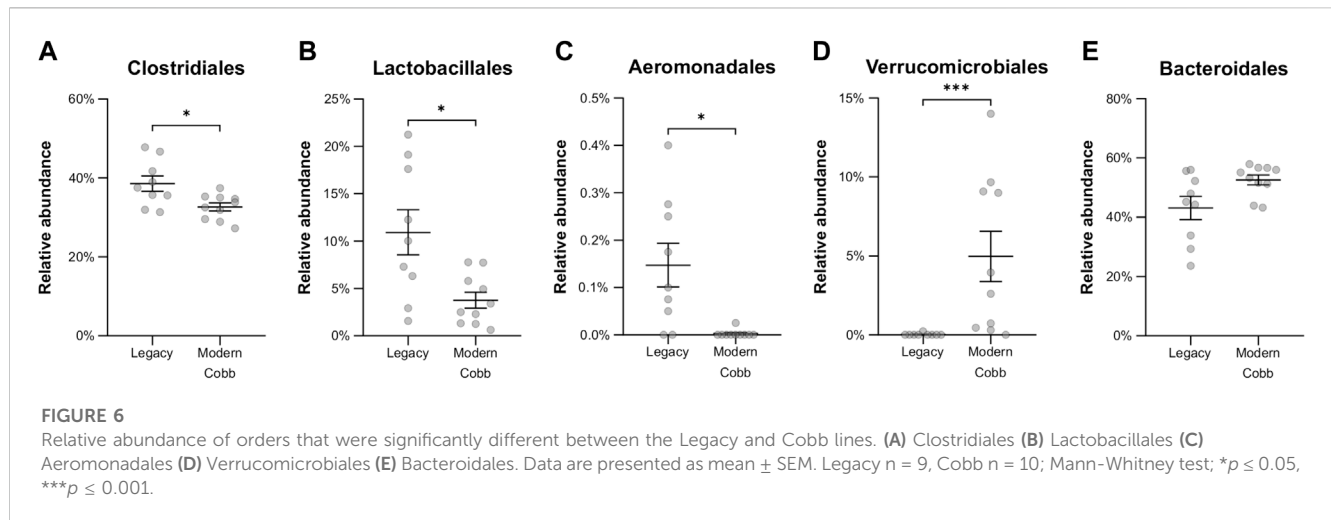 A
Clostridiales
Relative abundance
60%
40%
20%
0%
*
Legacy
Modern
Cobb
B
Lactobacillales
Relative abundance
25%
20%
15%
10%
5%
0%
*
Legacy
Modern
Cobb
C
Aeromonadales
Relative abundance
0.5%
0.4%
0.3%
0.2%
0.1%
0.0%
*
Legacy
Modern
Cobb
D
Verrucomicrobiales
Relative abundance
15%
10%
5%
0%
***
Legacy
Modern
Cobb
E
Bacteroidales
Relative abundance
80%
60%
40%
20%
0%
Legacy
Modern
Cobb
FIGURE 6
Relative abundance of orders that were significantly different between the Legacy and Cobb lines. (A) Clostridiales (B) Lactobacillales (C)
Aeromonadales (D) Verrucomicrobiales (E) Bacteroidales. Data are presented as mean ± SEM. Legacy n = 9, Cobb n = 10; Mann-Whitney test; *p ≤ 0.05,
***p ≤ 0.001.